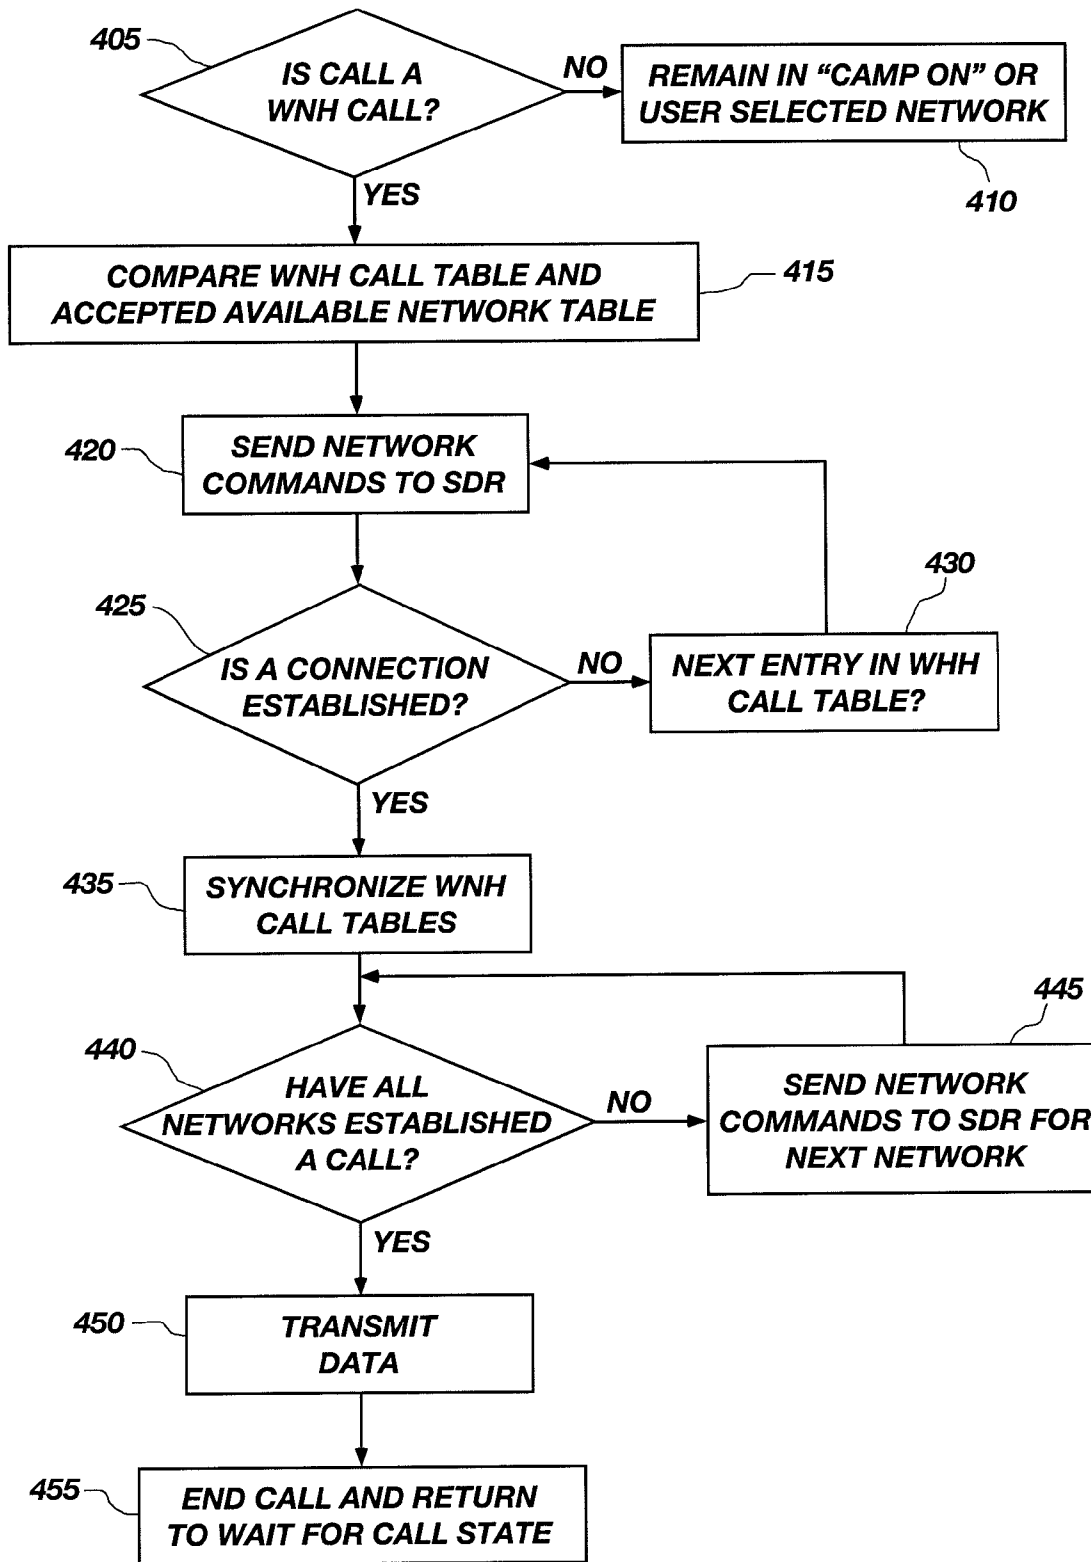 405
IS CALL A
WNH CALL?
NO
REMAIN IN “CAMP ON” OR
USER SELECTED NETWORK
410
YES
COMPARE WNH CALL TABLE AND
ACCEPTED AVAILABLE NETWORK TABLE
415
420
SEND NETWORK
COMMANDS TO SDR
425
IS A CONNECTION
ESTABLISHED?
NO
430
NEXT ENTRY IN WHH
CALL TABLE?
YES
435
SYNCHRONIZE WNH
CALL TABLES
440
HAVE ALL
NETWORKS ESTABLISHED
A CALL?
NO
445
SEND NETWORK
COMMANDS TO SDR FOR
NEXT NETWORK
YES
450
TRANSMIT
DATA
455
END CALL AND RETURN
TO WAIT FOR CALL STATE